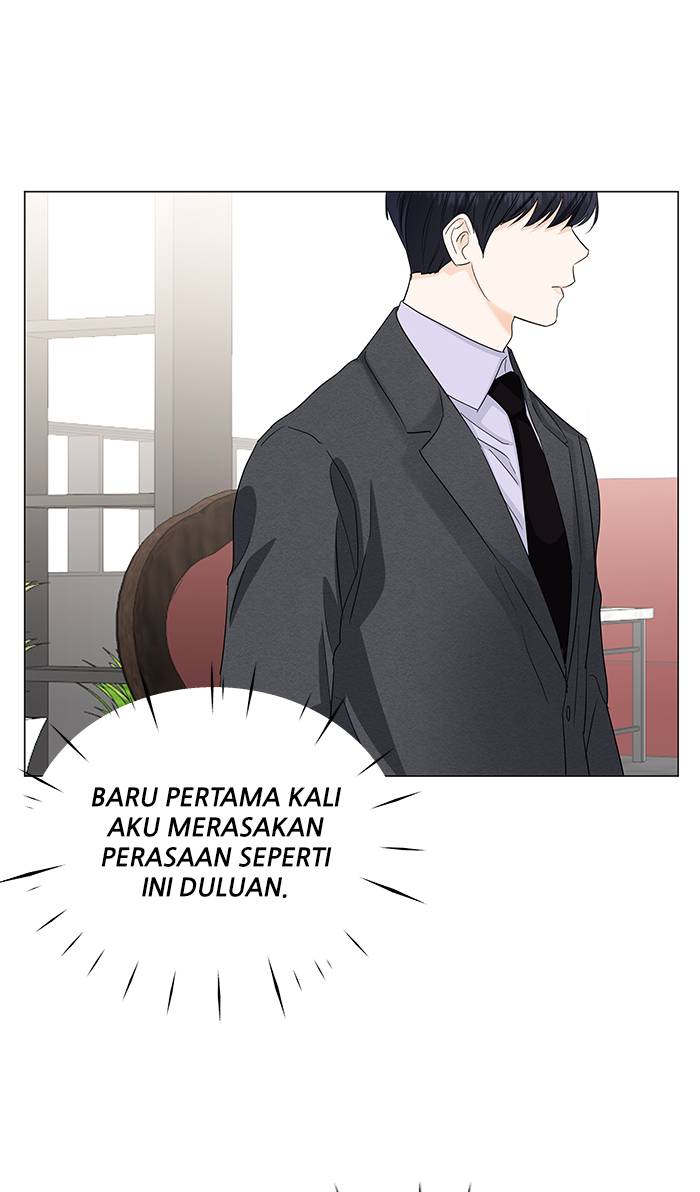 BARU PERTAMA KALI
AKU MERASAKAN
PERASAAN SEPERTI
INI DULUAN.